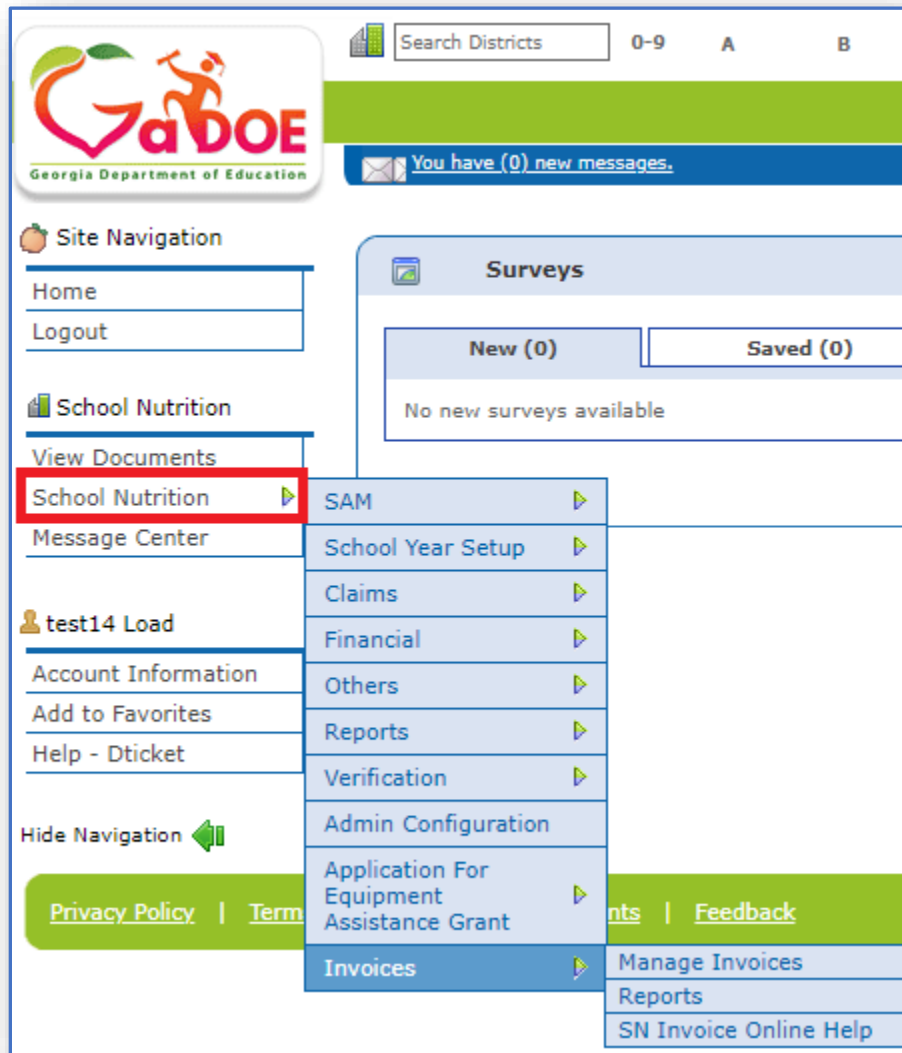 Search Districts 0-9 A B
GaDOE
Georgia Department of Education
You have (0) new messages.
Site Navigation
Home
Logout
Surveys
New (0) Saved (0)
No new surveys available
School Nutrition
View Documents
School Nutrition
Message Center
SAM
School Year Setup
Claims
Financial
Others
Reports
Verification
Admin Configuration
Application For
Equipment
Assistance Grant
Invoices
Manage Invoices
Reports
SN Invoice Online Help
test14 Load
Account Information
Add to Favorites
Help - Dticket
Hide Navigation
Privacy Policy | Term nts | Feedback